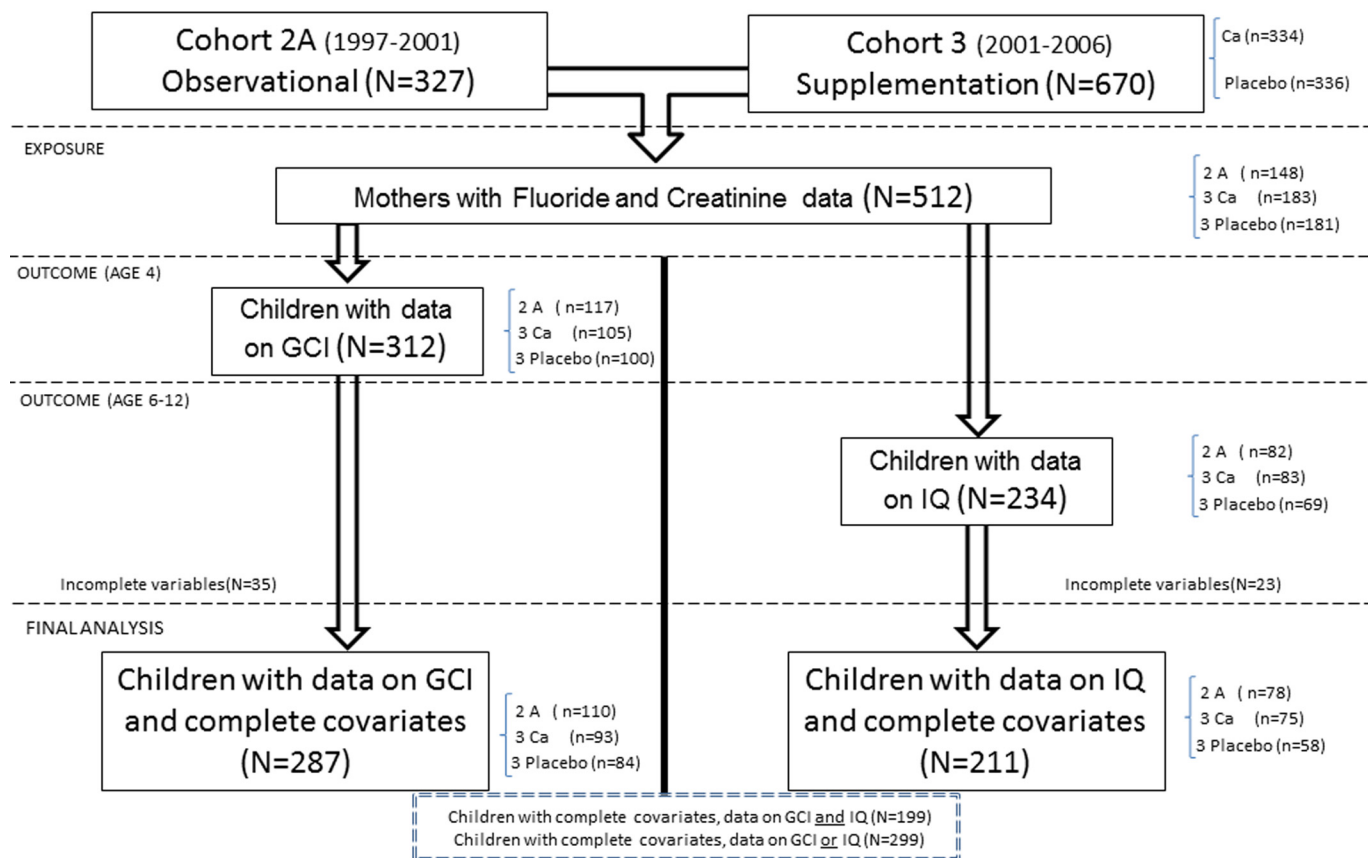 Cohort 2A (1997-2001)
Observational (N=327)
Cohort 3 (2001-2006)
Supplementation (N=670)
Ca (n=334)
Placebo (n=336)
EXPOSURE
Mothers with Fluoride and Creatinine data (N=512)
2 A ( n=148)
3 Ca (n=183)
3 Placebo (n=181)
OUTCOME (AGE 4)
Children with data
on GCI (N=312)
2 A ( n=117)
3 Ca (n=105)
3 Placebo (n=100)
OUTCOME (AGE 6-12)
Children with data
on IQ (N=234)
2 A ( n=82)
3 Ca (n=83)
3 Placebo (n=69)
Incomplete variables(N=35)
Incomplete variables(N=23)
FINAL ANALYSIS
Children with data on GCI
and complete covariates
(N=287)
2 A ( n=110)
3 Ca (n=93)
3 Placebo (n=84)
Children with data on IQ
and complete covariates
(N=211)
2 A ( n=78)
3 Ca (n=75)
3 Placebo (n=58)
Children with complete covariates, data on GCI and IQ (N=199)
Children with complete covariates, data on GCI or IQ (N=299)